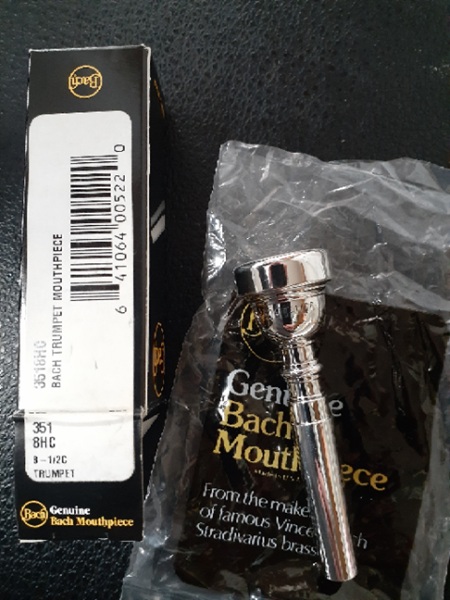 Bach
6 41064 00522 0
3518HC
BACH TRUMPET MOUTHPIECE
351
8HC
8-1/2C
TRUMPET
Bach
Genuine
Bach Mouthpiece
Bach
Genuine
Bach
Mouthpiece
From the make
of famous Vince
Stradivarius brass